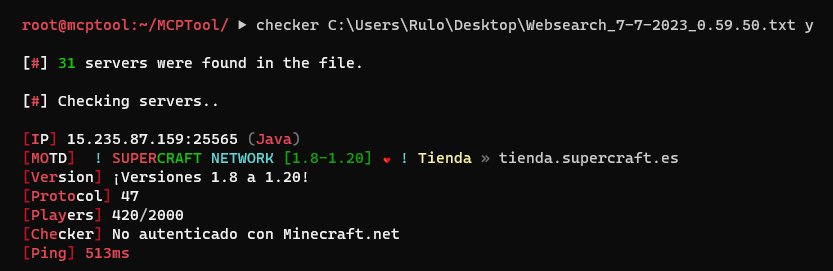 root@mcptool:~/MCPTool/ ► checker C:\Users\Rulo\Desktop\Websearch_7-7-2023_0.59.50.txt y
[#] 31 servers were found in the file.
[#] Checking servers..
[IP] 15.235.87.159:25565 (Java)
[MOTD] ! SUPERCRAFT NETWORK [1.8-1.20] ❤ ! Tienda » tienda.supercraft.es
[Version] ¡Versiones 1.8 a 1.20!
[Protocol] 47
[Players] 420/2000
[Checker] No autenticado con Minecraft.net
[Ping] 513ms